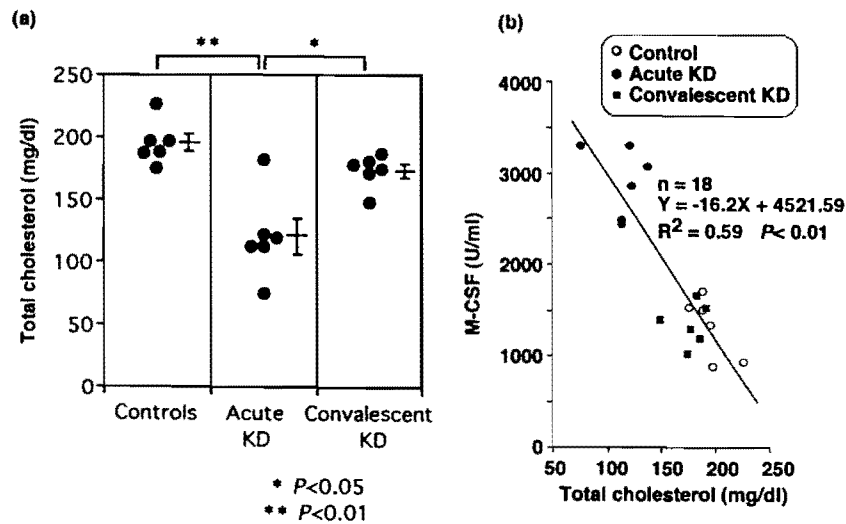 (a)
**
*
Total cholesterol (mg/dl)
250
200
150
100
50
0
Controls
Acute KD
Convalescent KD
* P<0.05
** P<0.01
(b)
Control
Acute KD
Convalescent KD
M-CSF (U/ml)
4000
3000
2000
1000
0
n = 18
Y = -16.2X + 4521.59
R² = 0.59 P< 0.01
50 100 150 200 250
Total cholesterol (mg/dl)